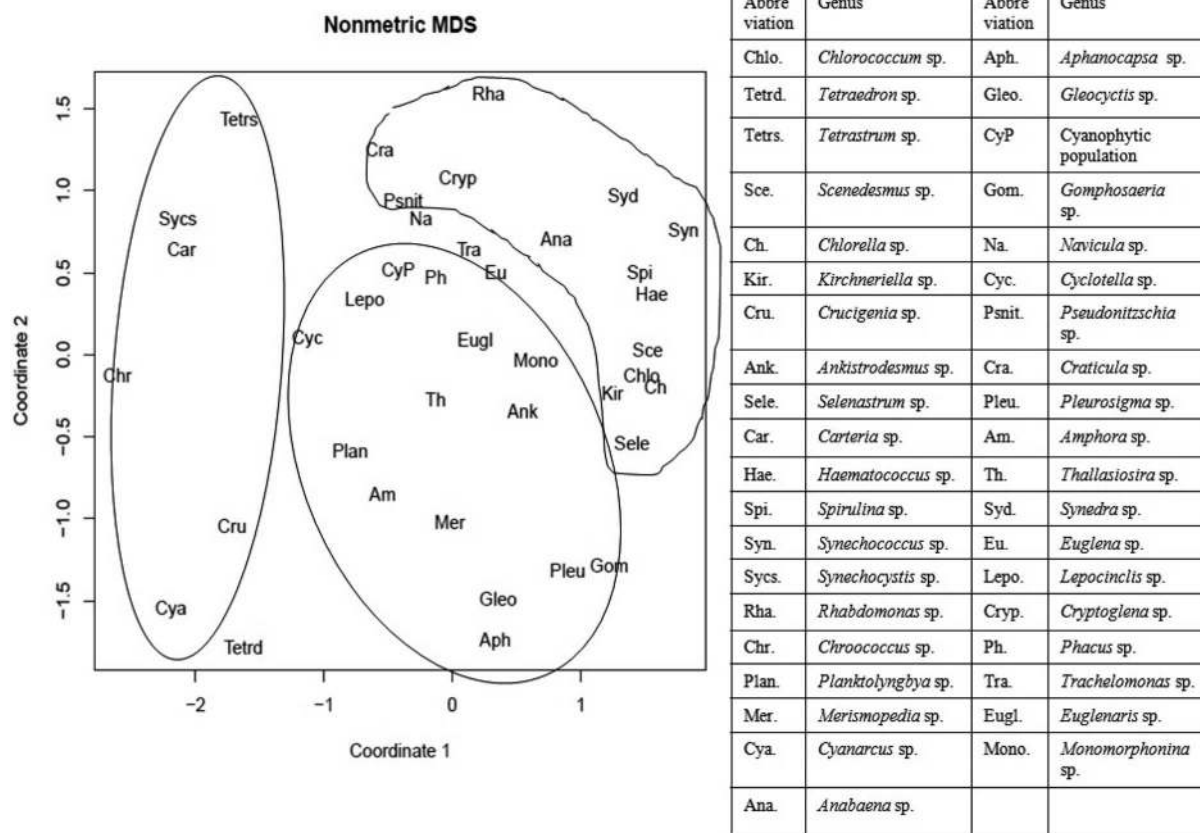 Nonmetric MDS
Coordinate 2
1.5
1.0
0.5
0.0
−0.5
−1.0
−1.5
Rha
Tetrs
Cra
Cryp
Syd
Psnit
Na
Sycs
Syn
Ana
Car
Tra
CyP
Ph
Eu
Spi
Lepo
Hae
Cyc
Eugl
Sce
Mono
Chr
Chlo
Ch
Kir
Th
Ank
Sele
Plan
Am
Mer
Cru
Pleu
Gom
Gleo
Cya
Aph
Tetrd
−2
−1
0
1
Coordinate 1
Abbre Genus Abbre Genus
viation viation
Chlo. Chlorococcum sp. Aph. Aphanocapsa sp.
Tetrd. Tetraedron sp. Gleo. Gleocyctis sp.
Tetrs. Tetrastrum sp. CyP Cyanophytic
population
Sce. Scenedesmus sp. Gom. Gomphosaeria
sp.
Ch. Chlorella sp. Na. Navicula sp.
Kir. Kirchneriella sp. Cyc. Cyclotella sp.
Cru. Crucigenia sp. Psnit. Pseudonitzschia
sp.
Ank. Ankistrodesmus sp. Cra. Craticula sp.
Sele. Selenastrum sp. Pleu. Pleurosigma sp.
Car. Carteria sp. Am. Amphora sp.
Hae. Haematococcus sp. Th. Thallasiosira sp.
Spi. Spirulina sp. Syd. Synedra sp.
Syn. Synechococcus sp. Eu. Euglena sp.
Sycs. Synechocystis sp. Lepo. Lepocinclis sp.
Rha. Rhabdomonas sp. Cryp. Cryptoglena sp.
Chr. Chroococcus sp. Ph. Phacus sp.
Plan. Planktolyngbya sp. Tra. Trachelomonas sp.
Mer. Merismopedia sp. Eugl. Euglenaris sp.
Cya. Cyanarcus sp. Mono. Monomorphonina
sp.
Ana. Anabaena sp.